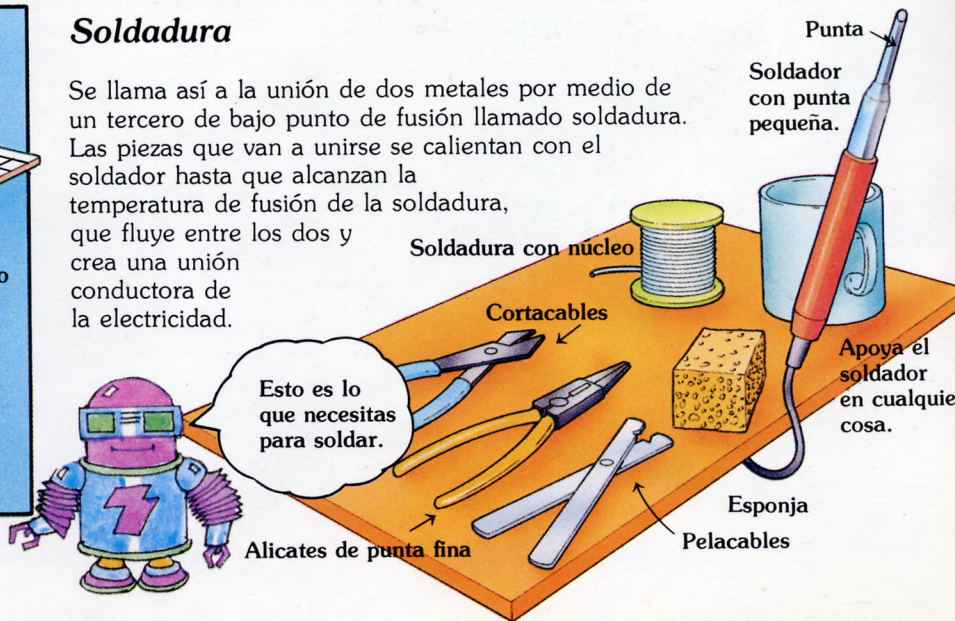 Soldadura
Se llama así a la unión de dos metales por medio de
un tercero de bajo punto de fusión llamado soldadura.
Las piezas que van a unirse se calientan con el
soldador hasta que alcanzan la
temperatura de fusión de la soldadura,
que fluye entre los dos y
crea una unión
conductora de
la electricidad.
Punta
Soldador
con punta
pequeña.
Soldadura con núcleo
Cortacables
Esto es lo
que necesitas
para soldar.
Apoya el
soldador
en cualquie
cosa.
Esponja
Pelacables
Alicates de punta fina
o